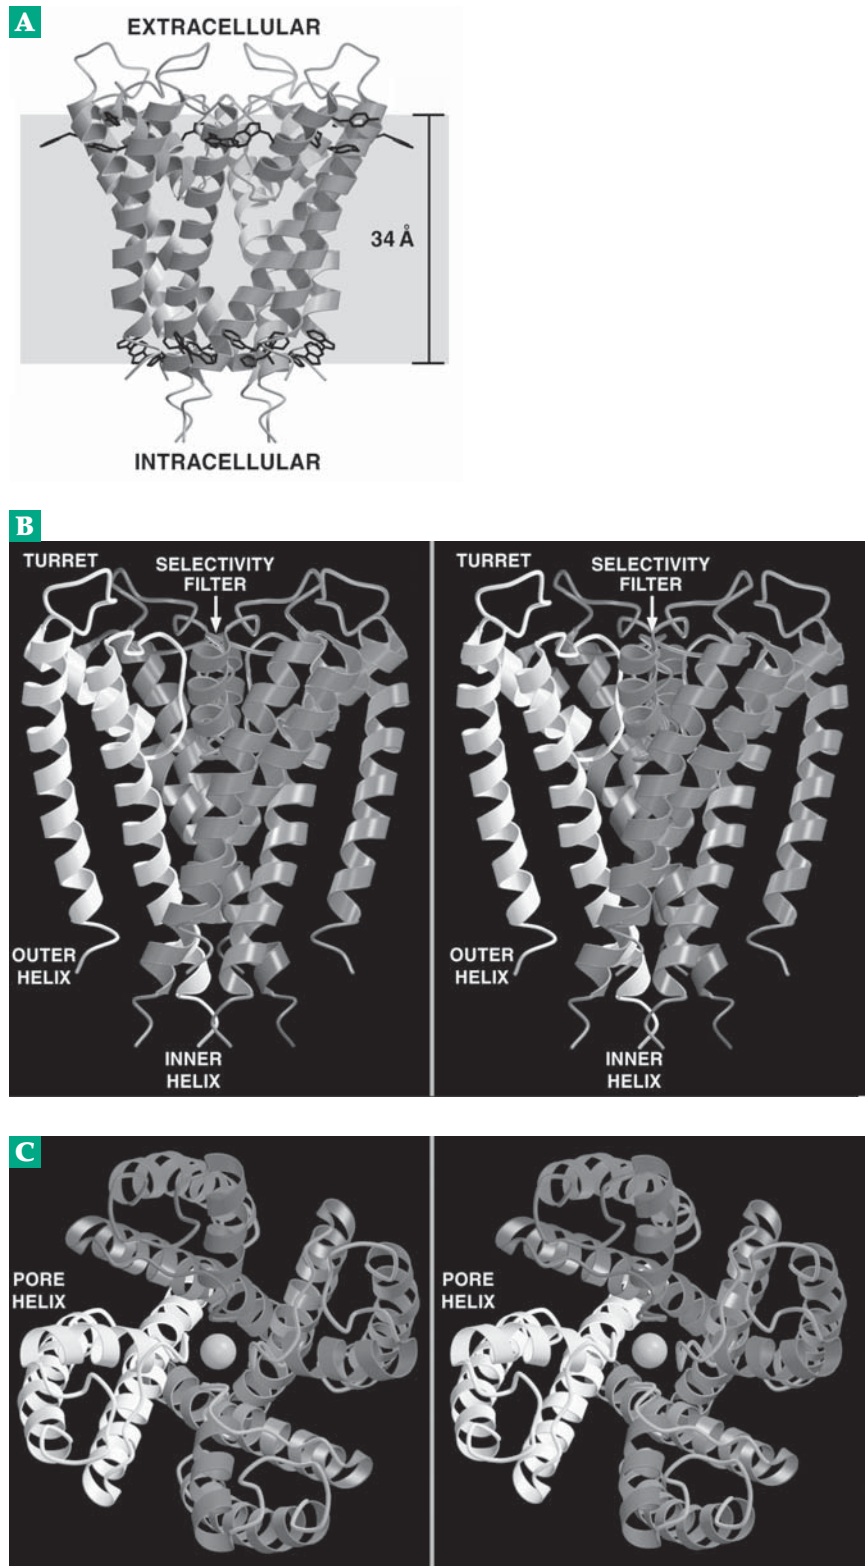 A
EXTRACELLULAR
34 Å
INTRACELLULAR
B
TURRET
SELECTIVITY
FILTER
OUTER
HELIX
INNER
HELIX
TURRET
SELECTIVITY
FILTER
OUTER
HELIX
INNER
HELIX
C
PORE
HELIX
PORE
HELIX